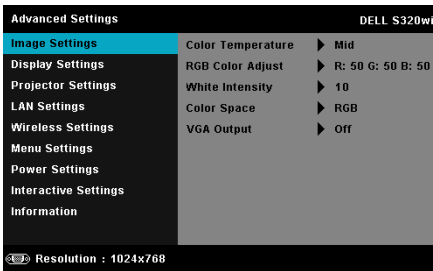 Advanced Settings DELL S320wi
Image Settings Color Temperature Mid
Display Settings RGB Color Adjust R: 50 G: 50 B: 50
Projector Settings White Intensity 10
LAN Settings Color Space RGB
Wireless Settings VGA Output Off
Menu Settings
Power Settings
Interactive Settings
Information
Resolution : 1024x768